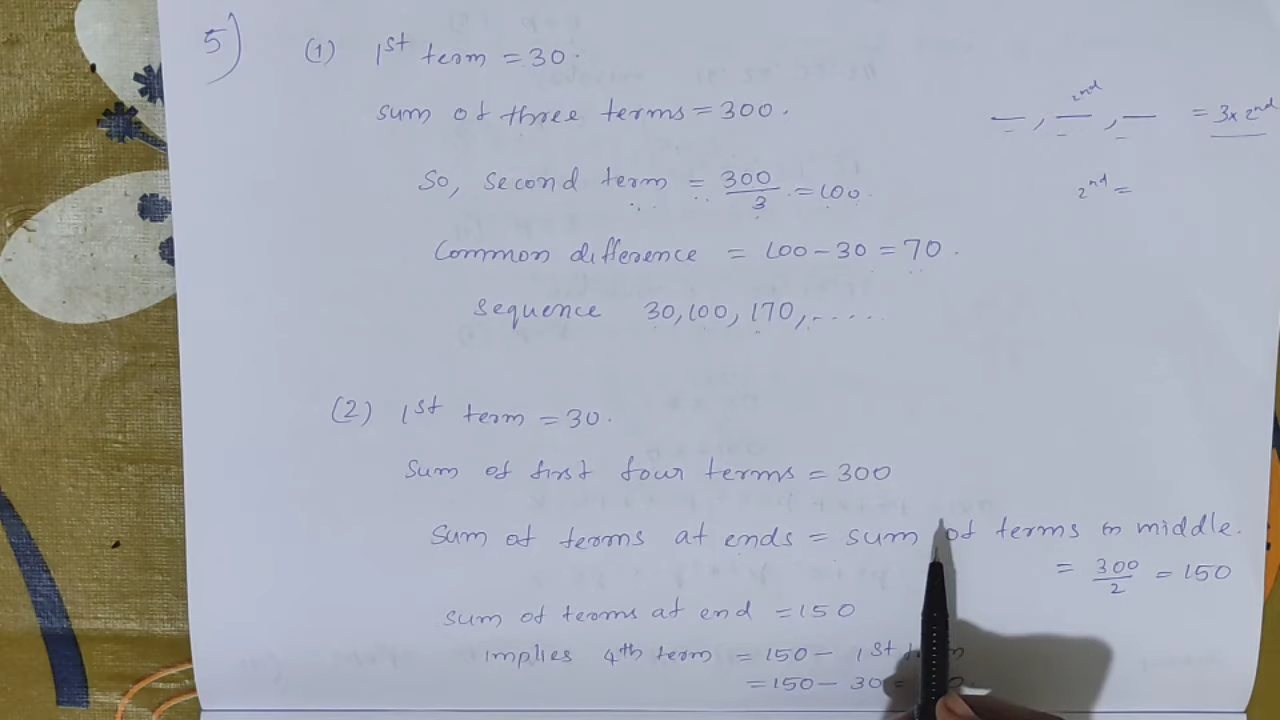 5)
(1) 1st term = 30.
sum of three terms = 300.
2nd
—, —, — = 3x 2nd
So, second term = 300/3 = 100.
2nd =
Common difference = 100 - 30 = 70.
Sequence 30, 100, 170, .....
(2) 1st term = 30.
Sum of first four terms = 300
Sum of terms at ends = sum of terms in middle.
= 300/2 = 150
Sum of terms at end = 150
Implies 4th term = 150 - 1st
= 150 - 30